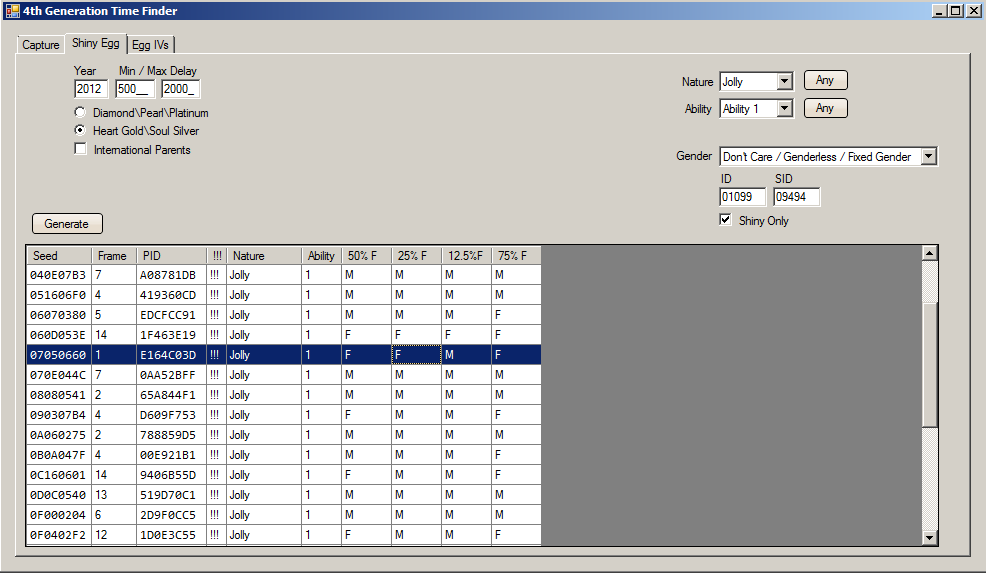 4th Generation Time Finder
Capture Shiny Egg Egg IVs
Year Min / Max Delay
2012 500__ 2000_
Nature Jolly Any
Diamond\Pearl\Platinum
Ability Ability 1 Any
Heart Gold\Soul Silver
International Parents
Gender Don't Care / Genderless / Fixed Gender
ID SID
01099 09494
Shiny Only
Generate
Seed Frame PID !!! Nature Ability 50% F 25% F 12.5%F 75% F
040E07B3 7 A08781DB !!! Jolly 1 M M M M
051606F0 4 419360CD !!! Jolly 1 M M M M
06070380 5 EDCFCC91 !!! Jolly 1 M M M F
060D053E 14 1F463E19 !!! Jolly 1 F F F F
07050660 1 E164C03D !!! Jolly 1 F F M F
070E044C 7 0AA52BFF !!! Jolly 1 M M M M
08080541 2 65A844F1 !!! Jolly 1 M M M M
090307B4 4 D609F753 !!! Jolly 1 F M M F
0A060275 2 788859D5 !!! Jolly 1 M M M M
0B0A047F 4 00E921B1 !!! Jolly 1 M M M F
0C160601 14 9406B55D !!! Jolly 1 F M M F
0D0C0540 13 519D70C1 !!! Jolly 1 M M M M
0F000204 6 2D9F0CC5 !!! Jolly 1 M M M M
0F0402F2 12 1D0E3C55 !!! Jolly 1 F M M F